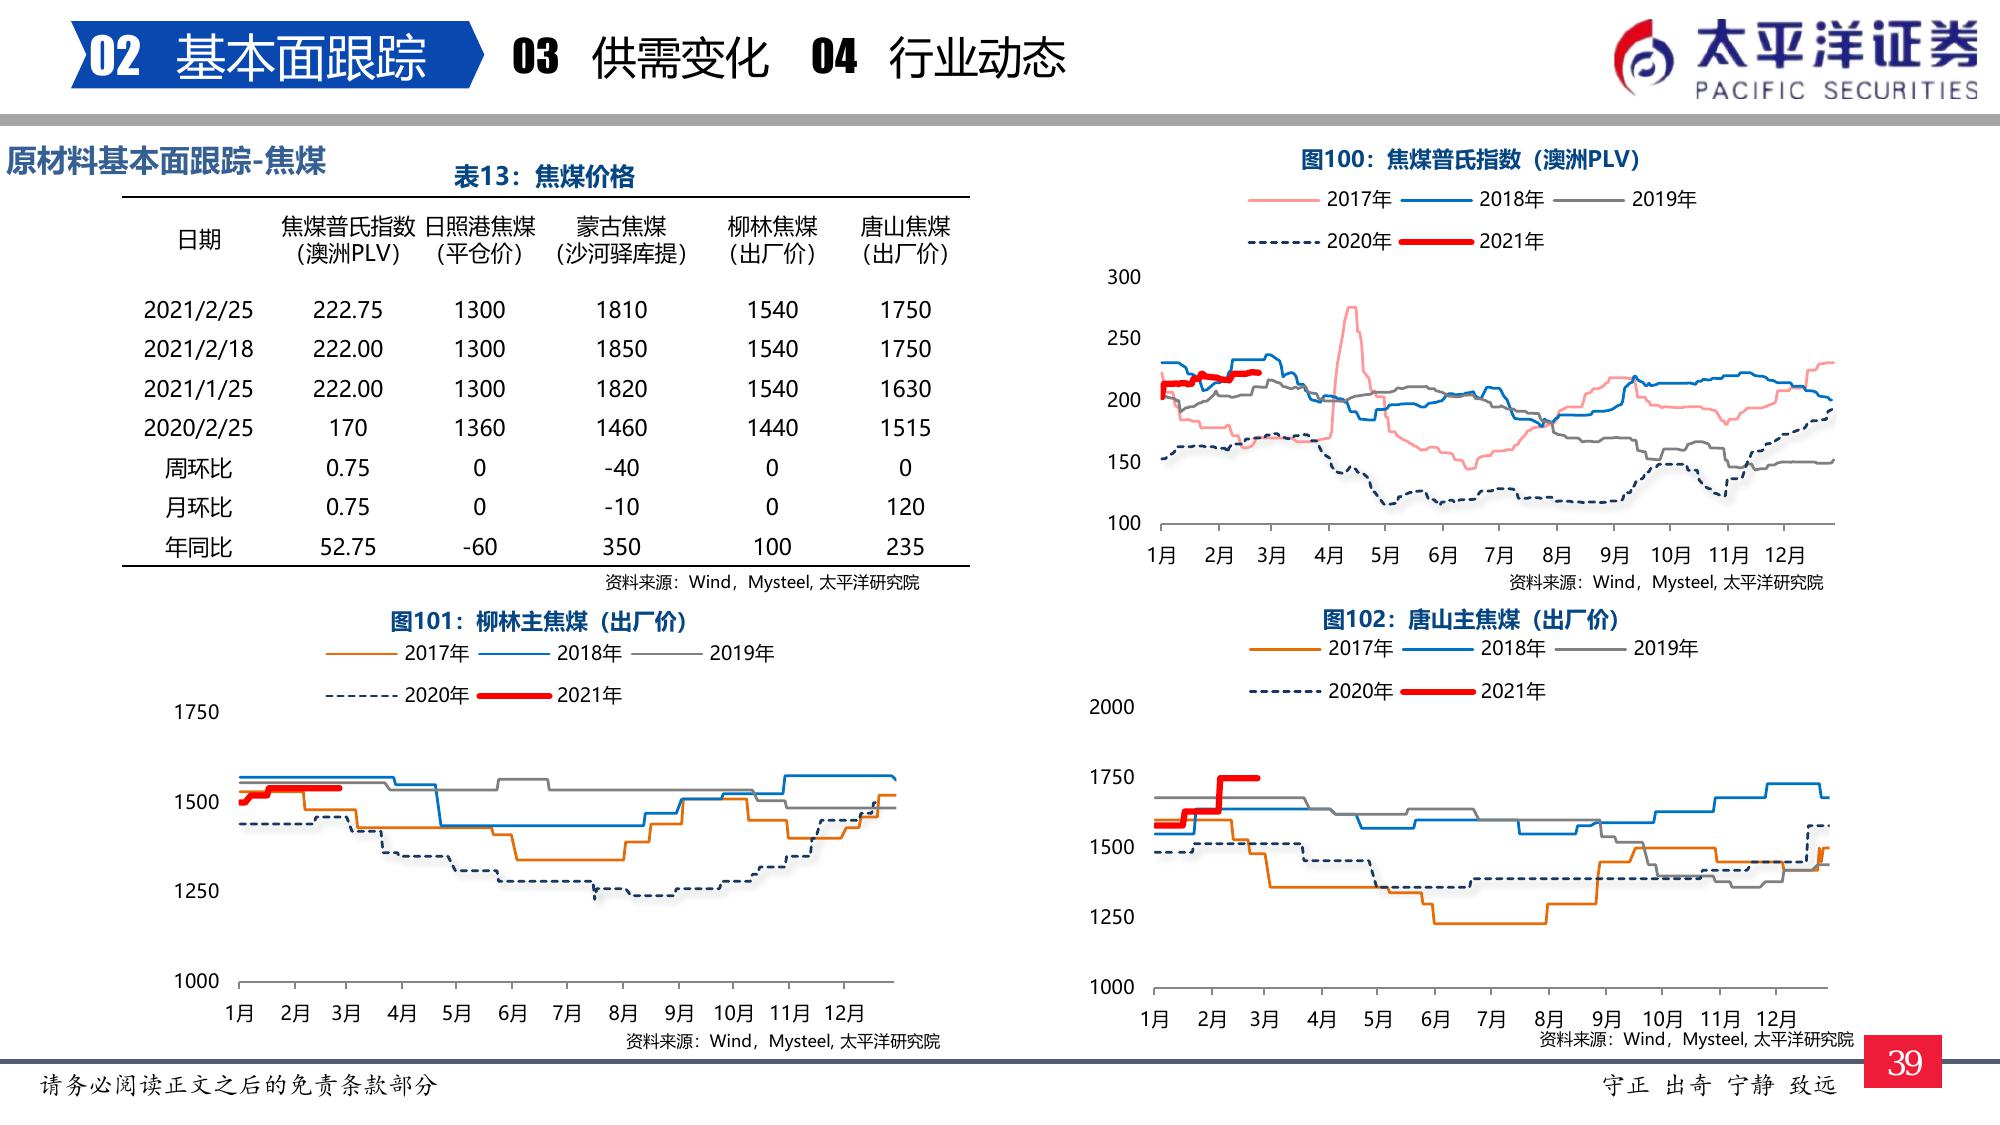 02 基本面跟踪 03 供需变化 04 行业动态
太平洋证券
PACIFIC SECURITIES
原材料基本面跟踪-焦煤
表13：焦煤价格
日期 焦煤普氏指数（澳洲PLV） 日照港焦煤（平仓价） 蒙古焦煤（沙河驿库提） 柳林焦煤（出厂价） 唐山焦煤（出厂价）
2021/2/25 222.75 1300 1810 1540 1750
2021/2/18 222.00 1300 1850 1540 1750
2021/1/25 222.00 1300 1820 1540 1630
2020/2/25 170 1360 1460 1440 1515
周环比 0.75 0 -40 0 0
月环比 0.75 0 -10 0 120
年同比 52.75 -60 350 100 235
资料来源：Wind，Mysteel, 太平洋研究院
图100：焦煤普氏指数（澳洲PLV）
2017年 2018年 2019年
2020年 2021年
300
250
200
150
100
1月 2月 3月 4月 5月 6月 7月 8月 9月 10月 11月 12月
资料来源：Wind，Mysteel, 太平洋研究院
图101：柳林主焦煤（出厂价）
2017年 2018年 2019年
2020年 2021年
1750
1500
1250
1000
1月 2月 3月 4月 5月 6月 7月 8月 9月 10月 11月 12月
资料来源：Wind，Mysteel, 太平洋研究院
图102：唐山主焦煤（出厂价）
2017年 2018年 2019年
2020年 2021年
2000
1750
1500
1250
1000
1月 2月 3月 4月 5月 6月 7月 8月 9月 10月 11月 12月
资料来源：Wind，Mysteel, 太平洋研究院
39
请务必阅读正文之后的免责条款部分
守正 出奇 宁静 致远